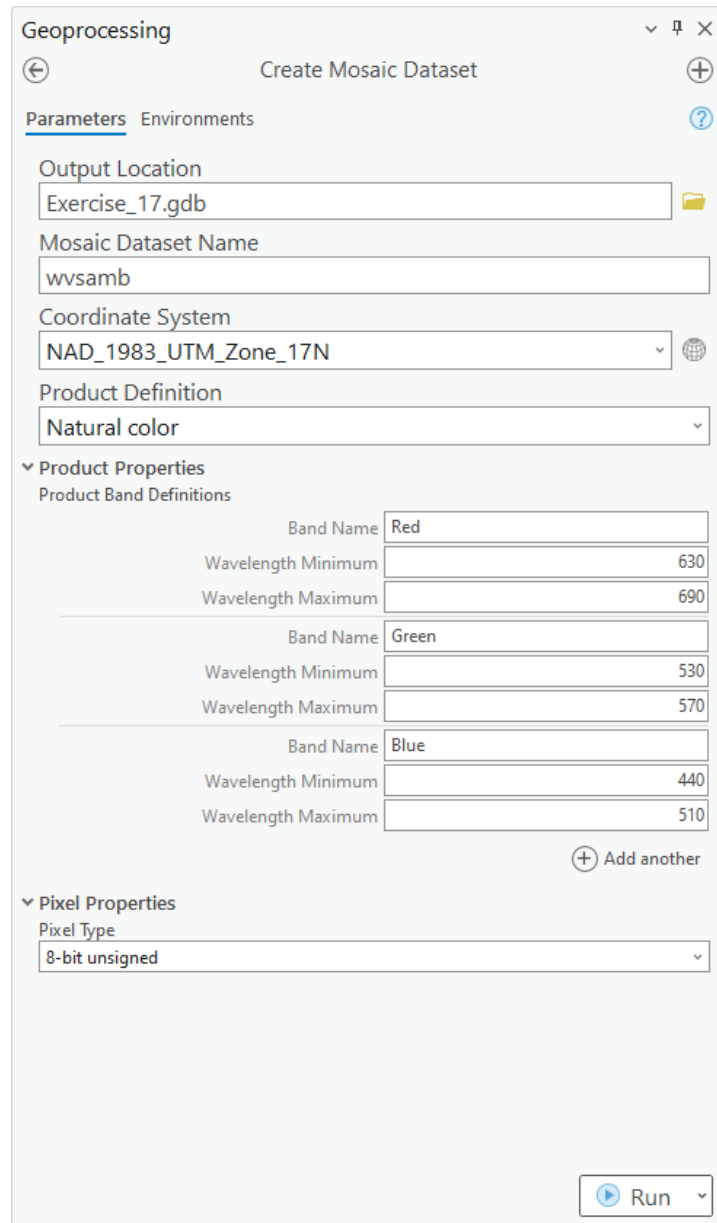 Geoprocessing
Create Mosaic Dataset
Parameters Environments
Output Location
Exercise_17.gdb
Mosaic Dataset Name
wvsamb
Coordinate System
NAD_1983_UTM_Zone_17N
Product Definition
Natural color
Product Properties
Product Band Definitions
Band Name Red
Wavelength Minimum 630
Wavelength Maximum 690
Band Name Green
Wavelength Minimum 530
Wavelength Maximum 570
Band Name Blue
Wavelength Minimum 440
Wavelength Maximum 510
Add another
Pixel Properties
Pixel Type
8-bit unsigned
Run